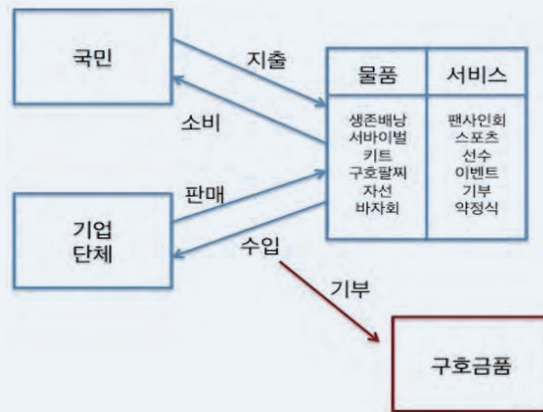 국민
지출
소비
물품
서비스
생존배낭
서바이벌
키트
구호팔찌
자선
바자회
팬사인회
스포츠
선수
이벤트
기부
약정식
기업
단체
판매
수입
기부
구호금품